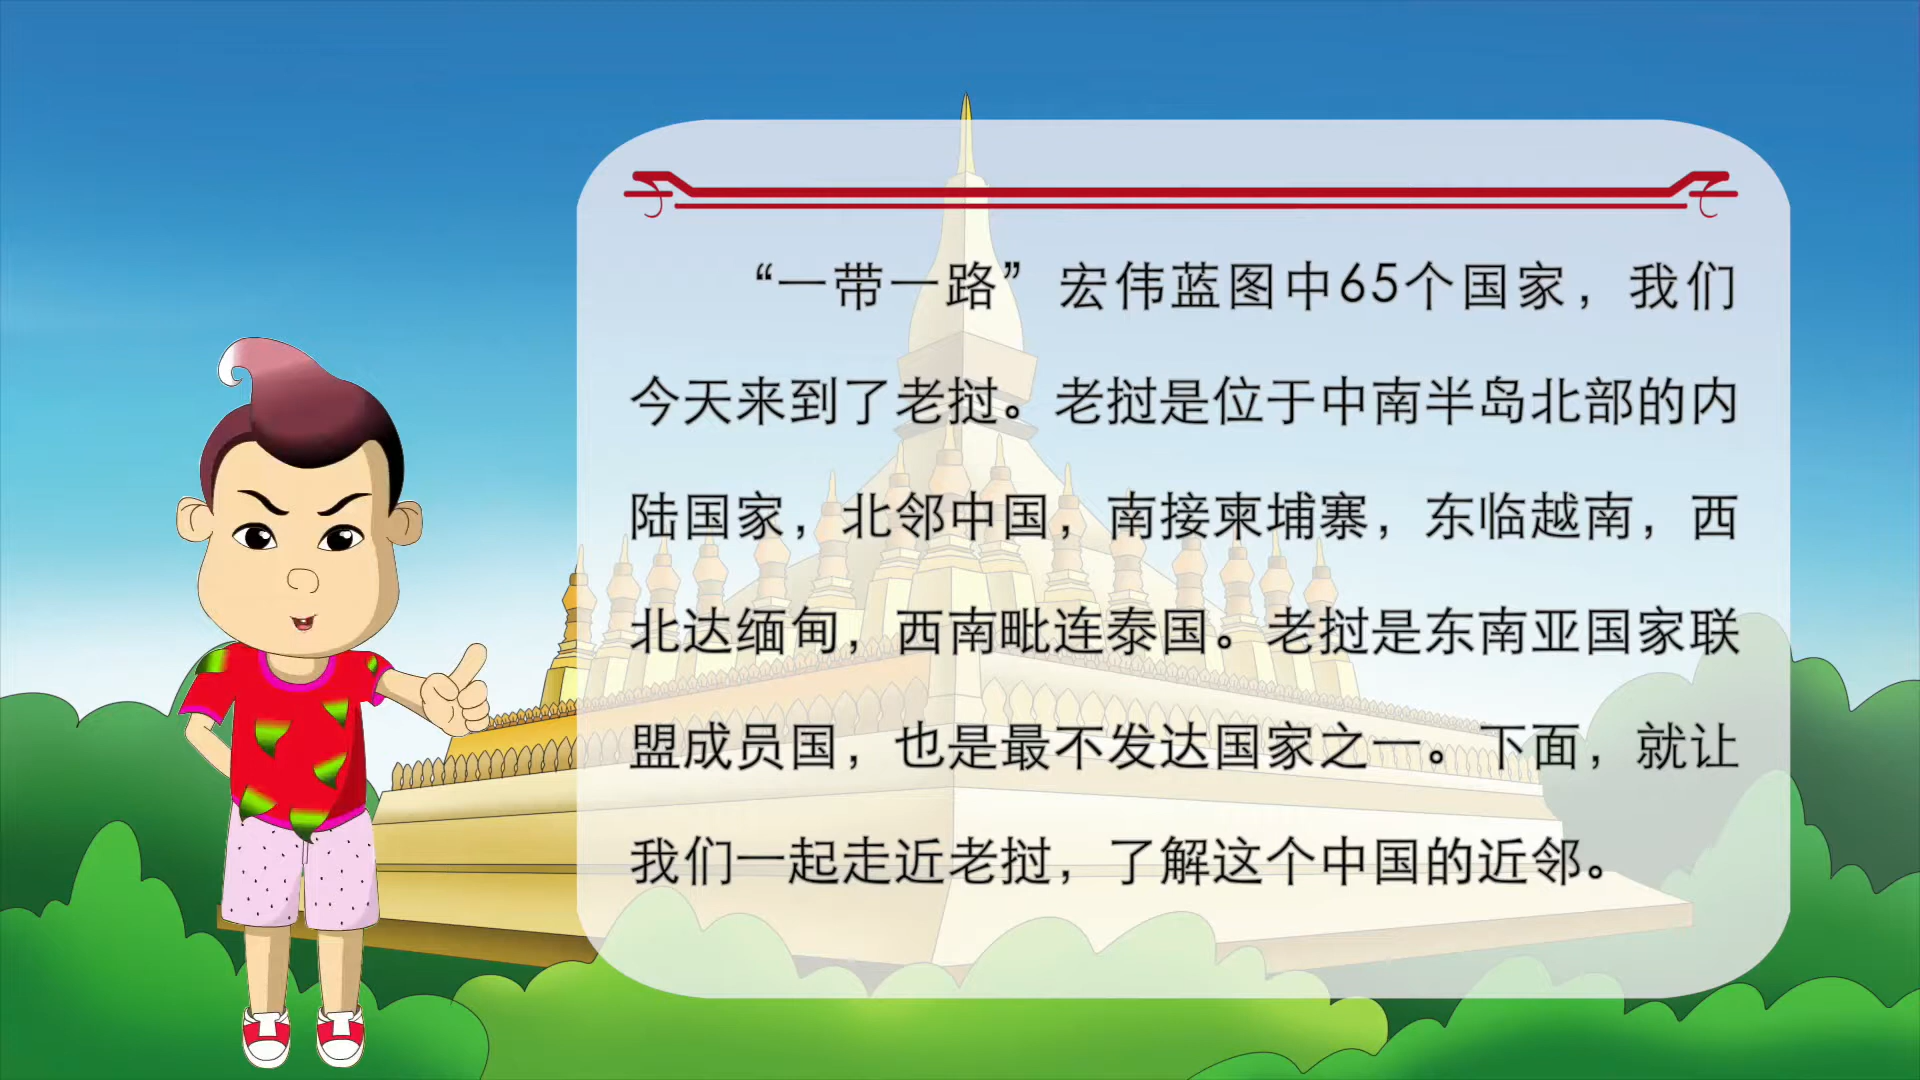 “一带一路”宏伟蓝图中65个国家，我们
今天来到了老挝。老挝是位于中南半岛北部的内
陆国家，北邻中国，南接柬埔寨，东临越南，西
北达缅甸，西南毗连泰国。老挝是东南亚国家联
盟成员国，也是最不发达国家之一。下面，就让
我们一起走近老挝，了解这个中国的近邻。